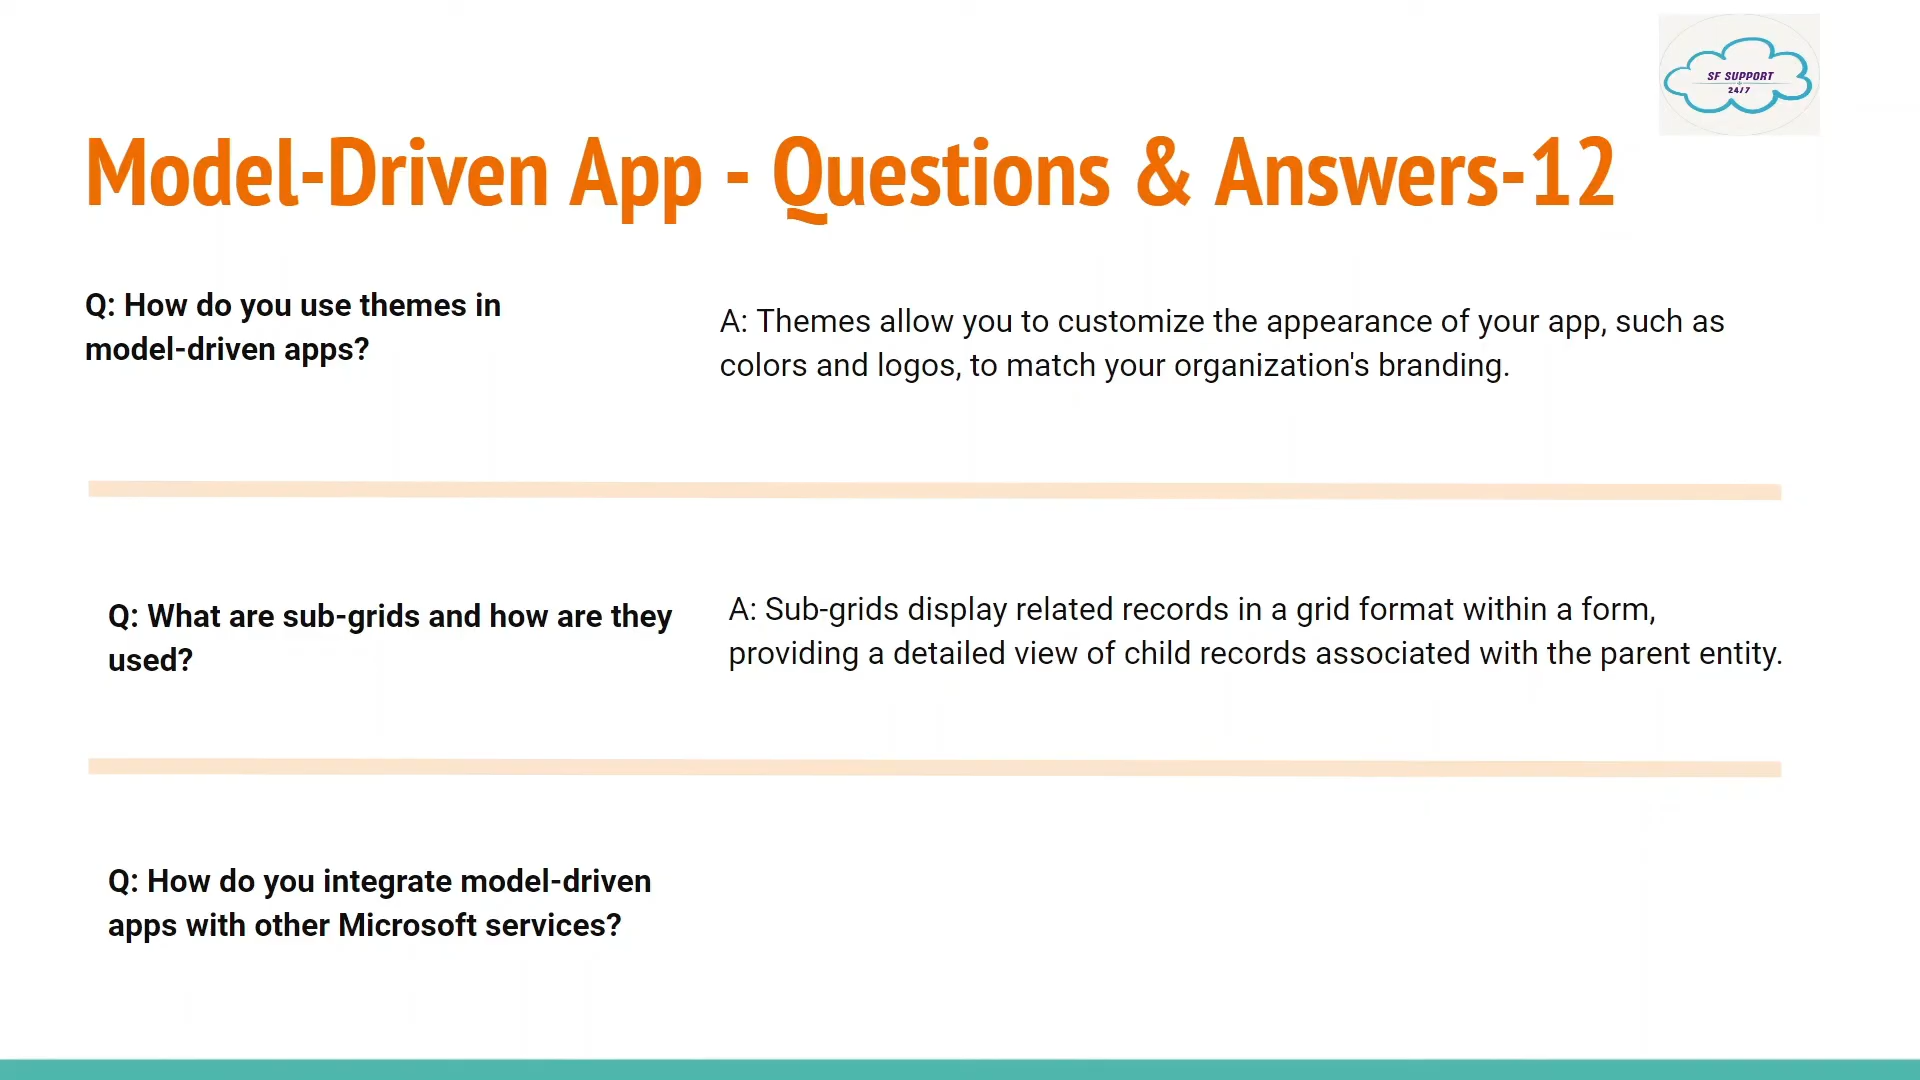 SF SUPPORT
24/7
Model-Driven App - Questions & Answers-12
Q: How do you use themes in
model-driven apps?
A: Themes allow you to customize the appearance of your app, such as
colors and logos, to match your organization's branding.
Q: What are sub-grids and how are they
used?
A: Sub-grids display related records in a grid format within a form,
providing a detailed view of child records associated with the parent entity.
Q: How do you integrate model-driven
apps with other Microsoft services?